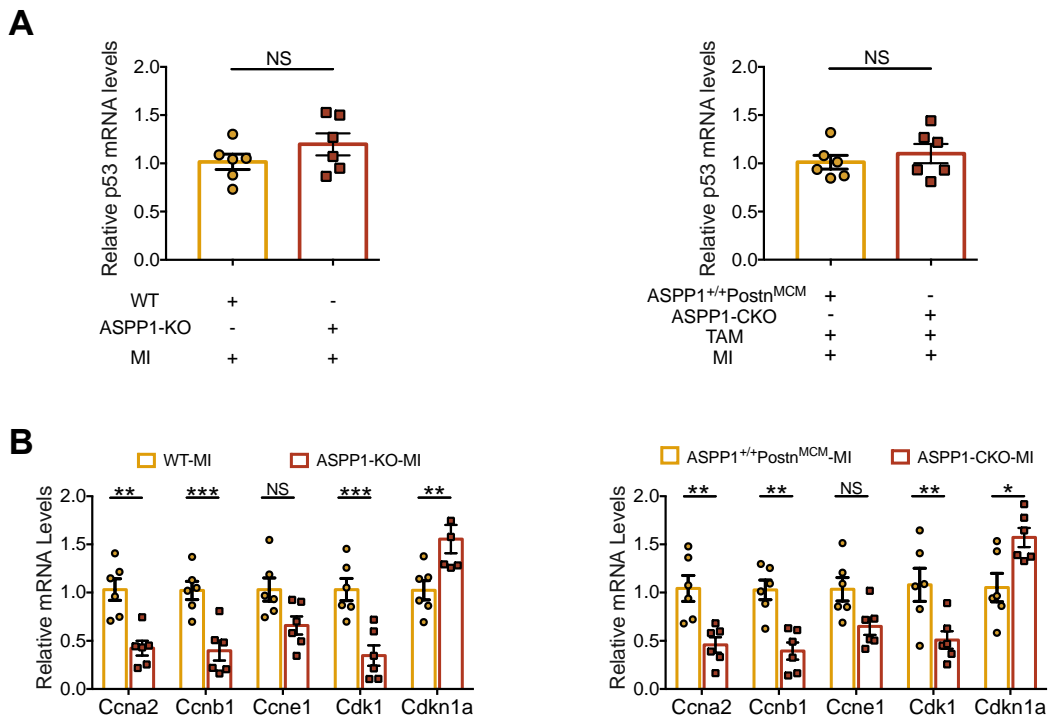 A
Relative p53 mRNA levels
2.0
1.5
1.0
0.5
0.0
NS
WT + -
ASPP1-KO - +
MI + +
Relative p53 mRNA levels
2.0
1.5
1.0
0.5
0.0
NS
ASPP1+/+PostnMCM + -
ASPP1-CKO - +
TAM + +
MI + +
B
WT-MI ASPP1-KO-MI
Relative mRNA Levels
2.0
1.5
1.0
0.5
0.0
** *** NS *** **
Ccna2 Ccnb1 Ccne1 Cdk1 Cdkn1a
ASPP1+/+PostnMCM-MI ASPP1-CKO-MI
Relative mRNA Levels
2.0
1.5
1.0
0.5
0.0
** ** NS ** *
Ccna2 Ccnb1 Ccne1 Cdk1 Cdkn1a